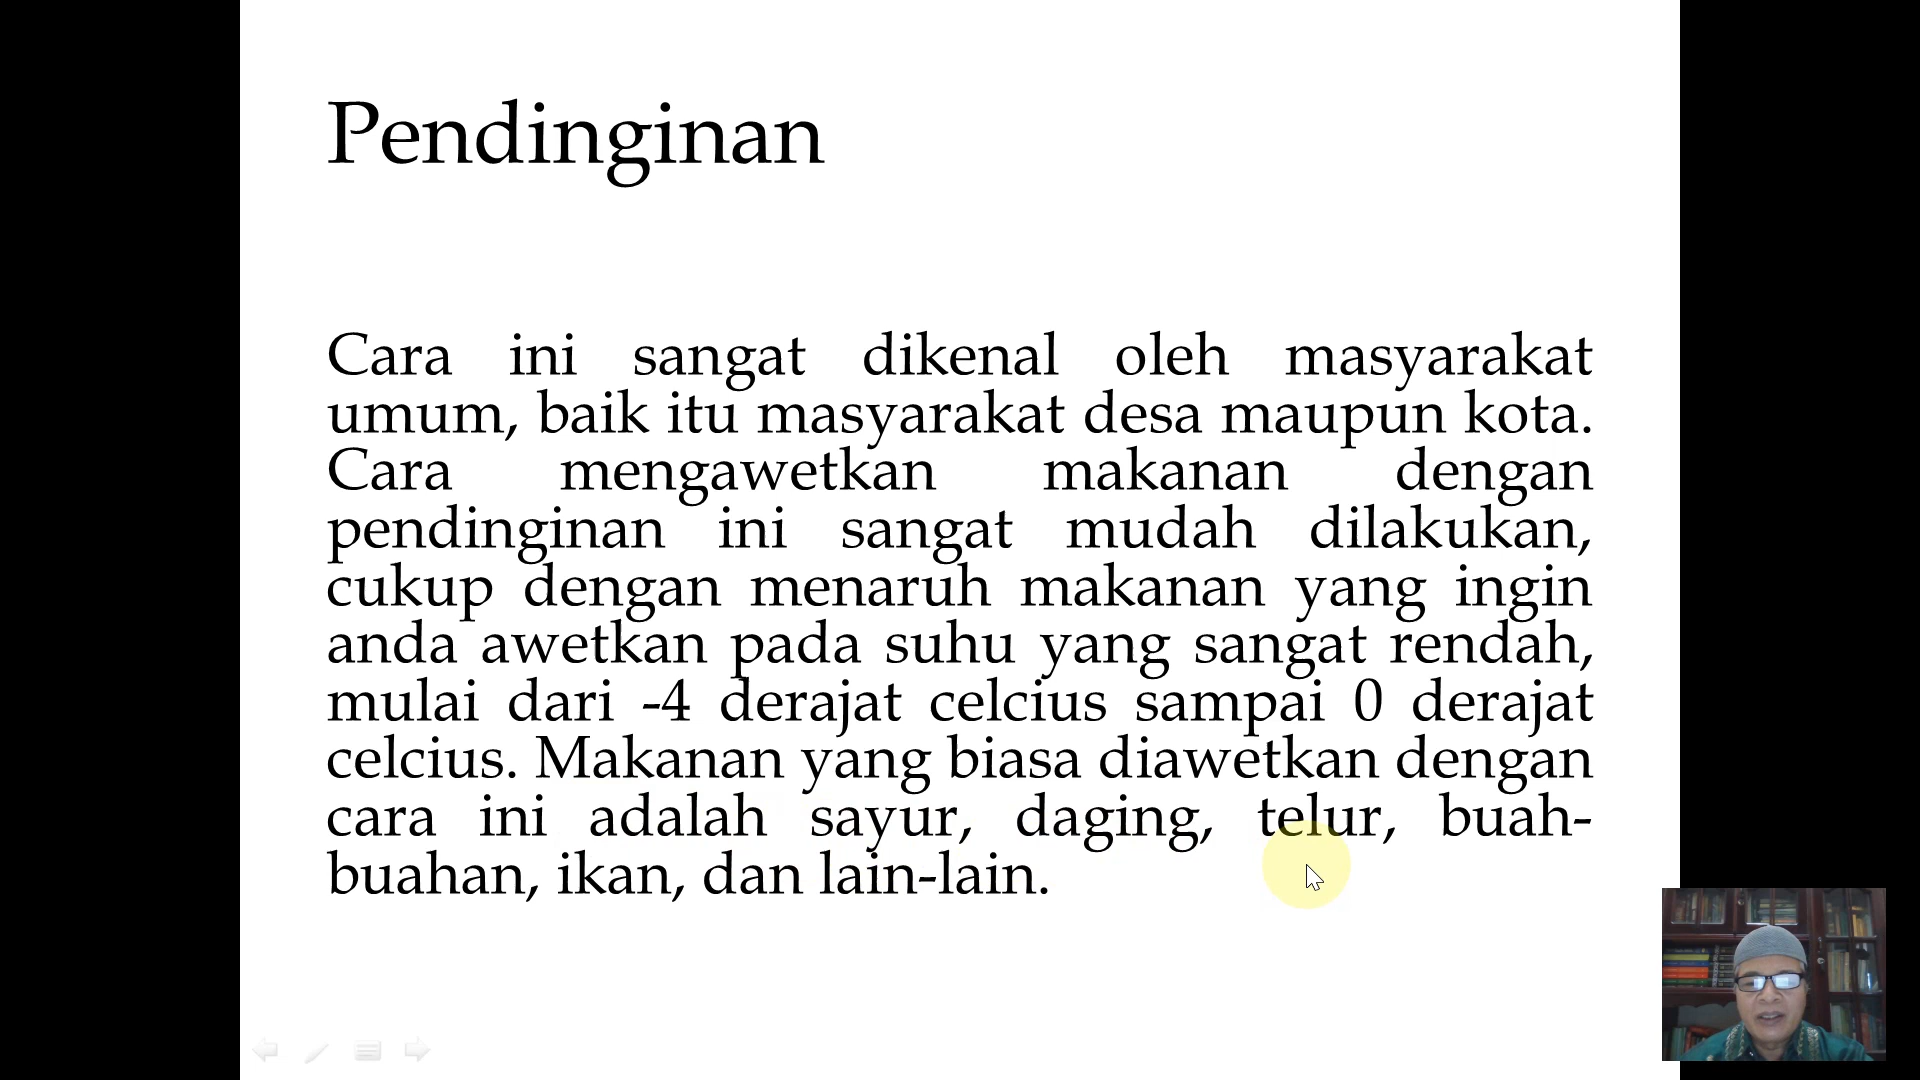 Pendinginan
Cara ini sangat dikenal oleh masyarakat
umum, baik itu masyarakat desa maupun kota.
Cara mengawetkan makanan dengan
pendinginan ini sangat mudah dilakukan,
cukup dengan menaruh makanan yang ingin
anda awetkan pada suhu yang sangat rendah,
mulai dari -4 derajat celcius sampai 0 derajat
celcius. Makanan yang biasa diawetkan dengan
cara ini adalah sayur, daging, telur, buah-
buahan, ikan, dan lain-lain.